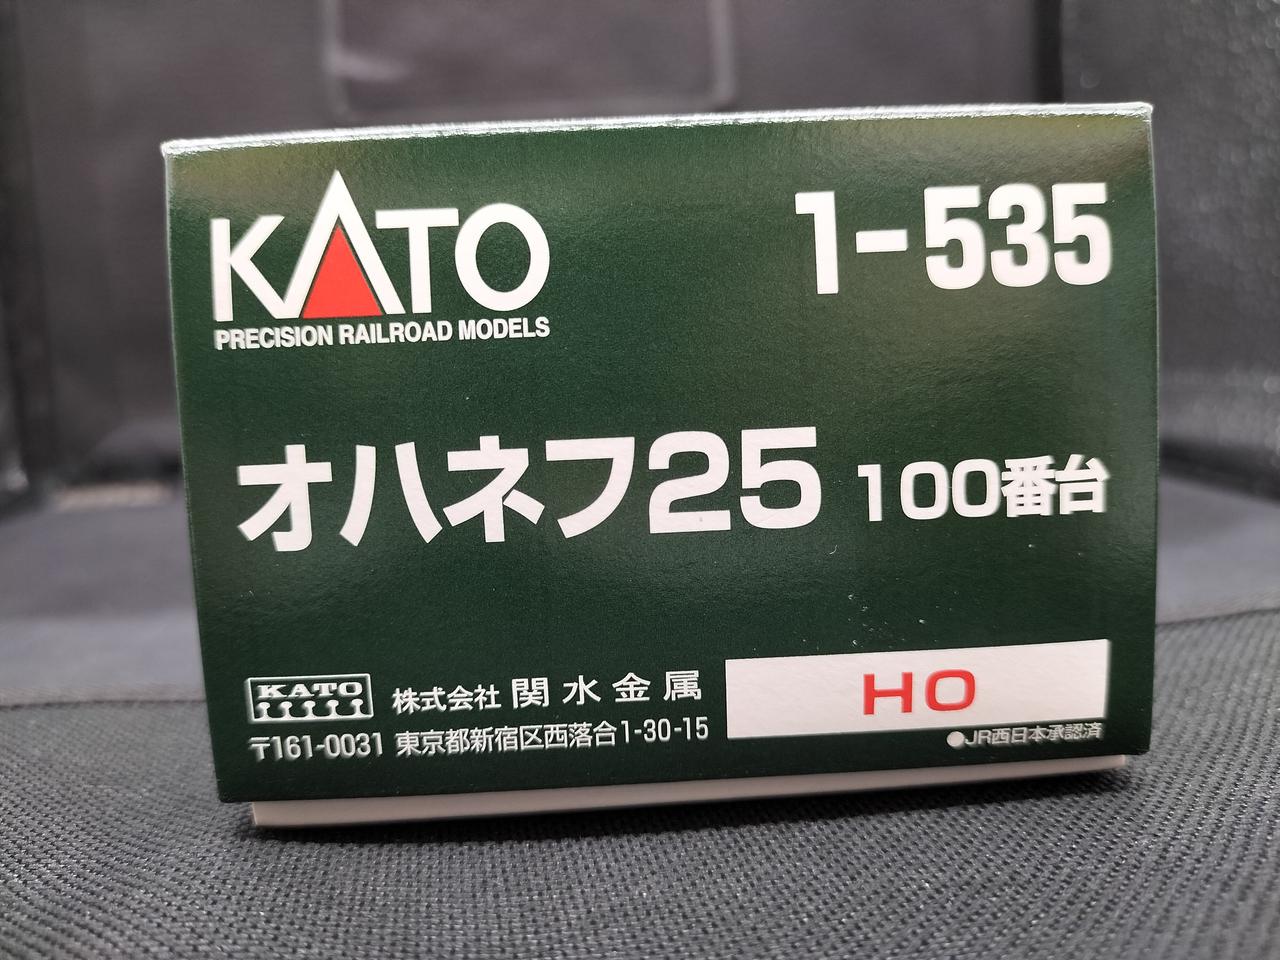 KATO
PRECISION RAILROAD MODELS
1-535
オハネフ25 100番台
KATO 株式会社 関水金属
〒161-0031 東京都新宿区西落合1-30-15
HO
●JR西日本承認済